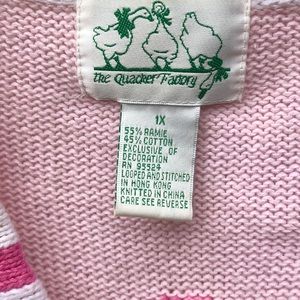 the Quacker Factory
1X
55% RAMIE
45% COTTON
EXCLUSIVE OF
DECORATION
RN 95524
LOOPED AND STITCHED
IN HONG KONG
KNITTED IN CHINA
CARE SEE REVERSE